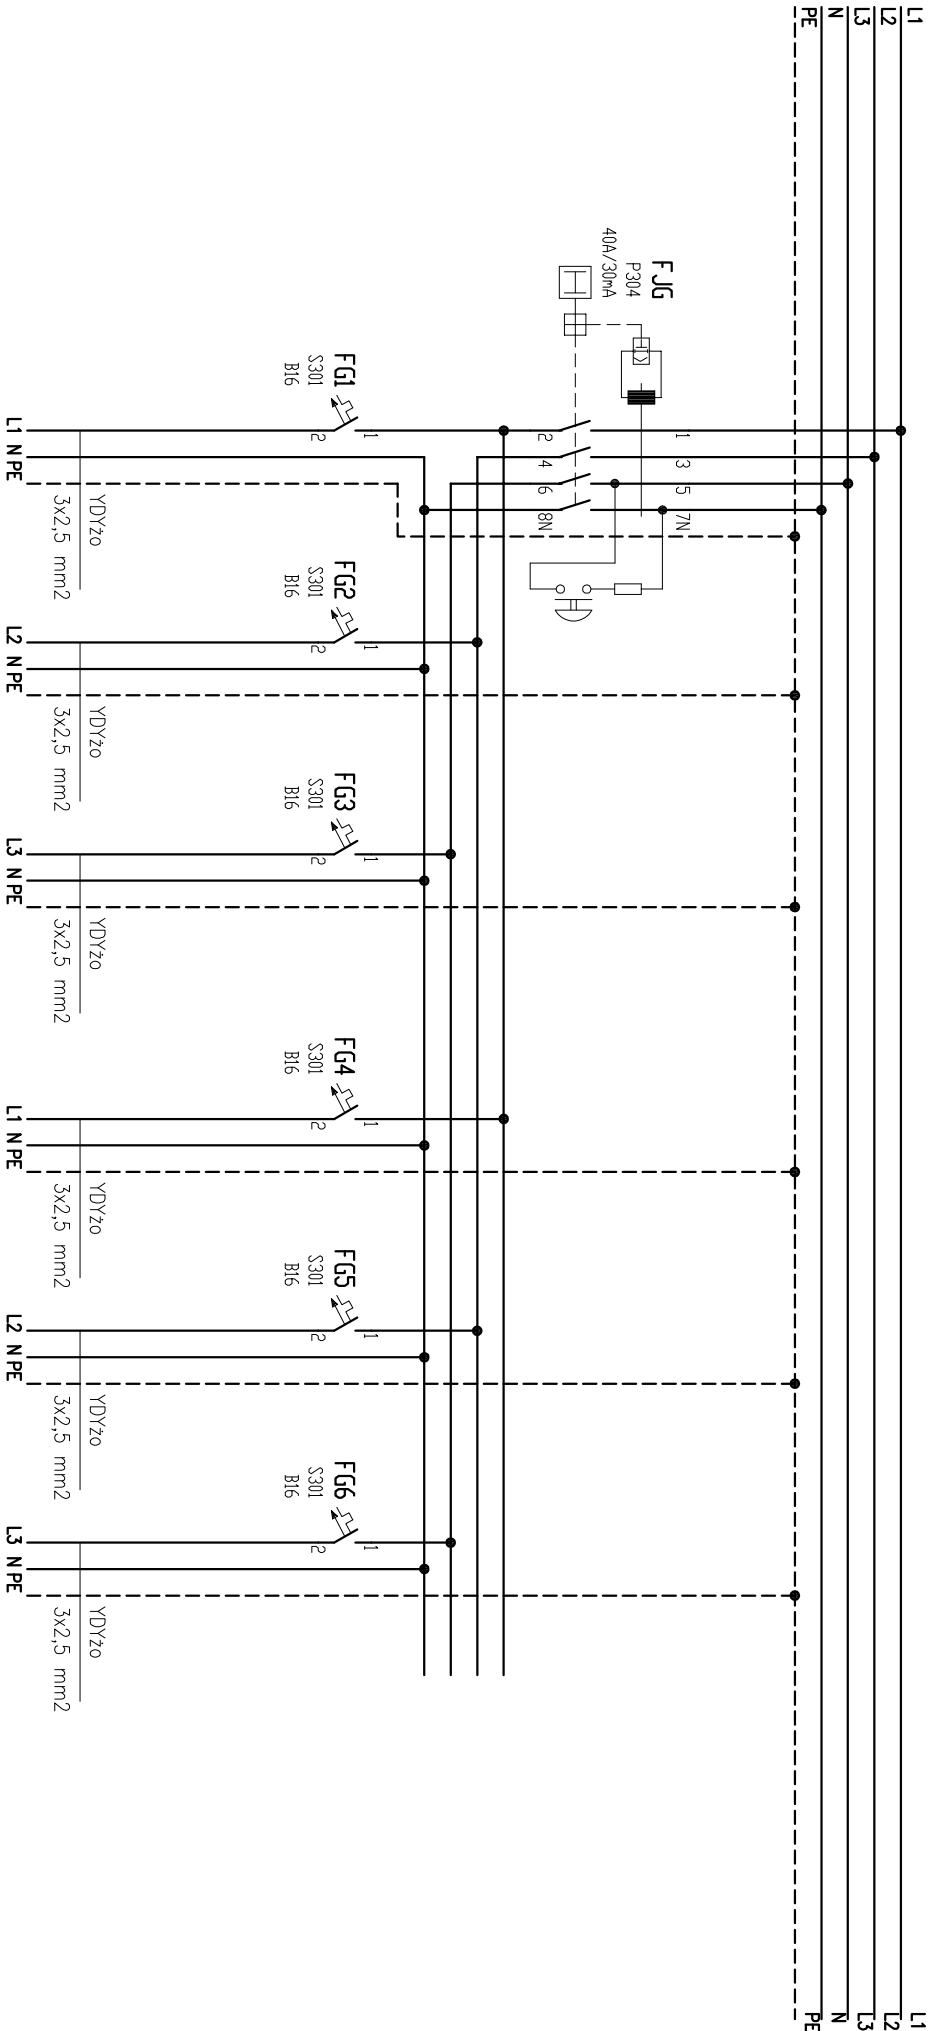 L1
L2
L3
N
PE
L1
L2
L3
N
PE
FJG
P304
40A/30mA
1
3
5
7N
2
4
6
8N
FG1
S301
B16
1
2
YDYżo
3x2,5 mm2
L1 N PE
FG2
S301
B16
1
2
YDYżo
3x2,5 mm2
L2 N PE
FG3
S301
B16
1
2
YDYżo
3x2,5 mm2
L3 N PE
FG4
S301
B16
1
2
YDYżo
3x2,5 mm2
L1 N PE
FG5
S301
B16
1
2
YDYżo
3x2,5 mm2
L2 N PE
FG6
S301
B16
1
2
YDYżo
3x2,5 mm2
L3 N PE